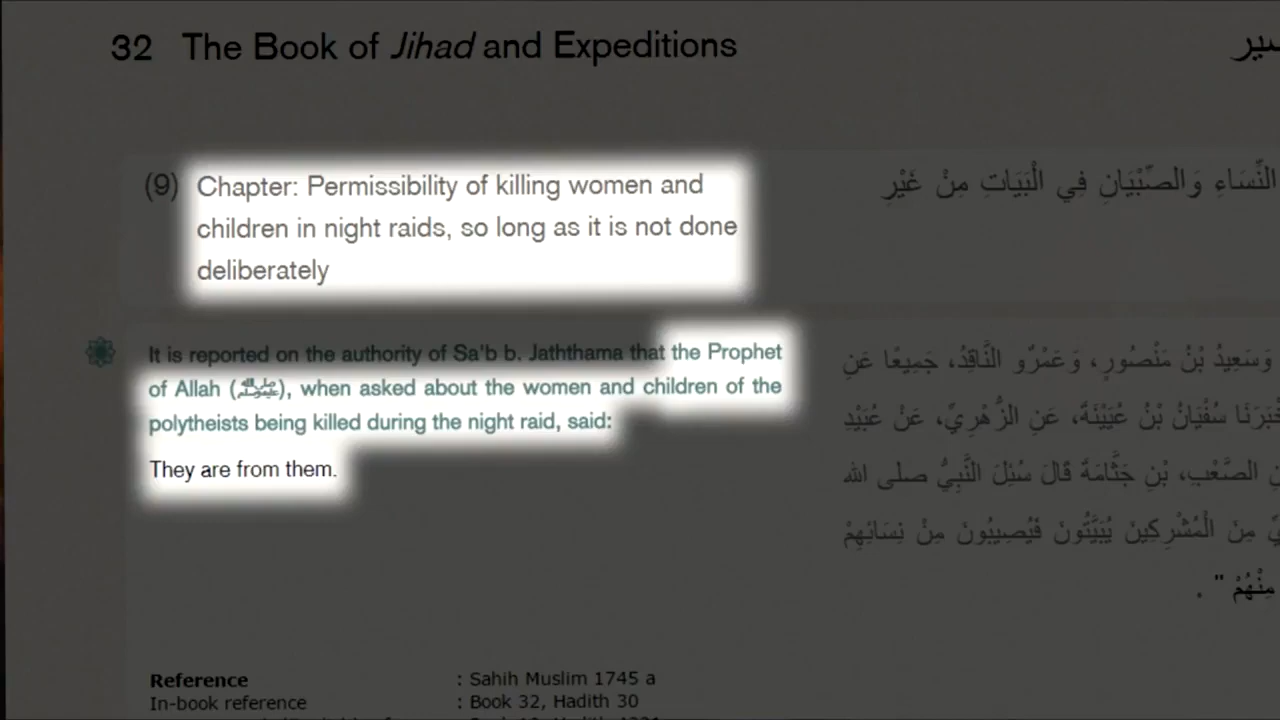 32 The Book of Jihad and Expeditions
سير
(9) Chapter: Permissibility of killing women and
children in night raids, so long as it is not done
deliberately
النِّسَاءِ وَالصِّبْيَانِ فِي الْبَيَاتِ مِنْ غَيْرِ
It is reported on the authority of Sa'b b. Jaththama that the Prophet
of Allah (ﷺ), when asked about the women and children of the
polytheists being killed during the night raid, said:
They are from them.
وَسَعِيدُ بْنُ مَنْصُورٍ، وَعَمْرٌو النَّاقِدُ، جَمِيعًا عَنِ
سُفْيَانُ بْنُ عُيَيْنَةَ، عَنِ الزُّهْرِيِّ، عَنْ عُبَيْدِ
الصَّعْبِ، بْنِ جَثَّامَةَ قَالَ سُئِلَ النَّبِيُّ صلى الله
مِنَ الْمُشْرِكِينَ يُبَيَّتُونَ فَيُصِيبُونَ مِنْ نِسَائِهِمْ
مِنْهُمْ " .
Reference : Sahih Muslim 1745 a
In-book reference : Book 32, Hadith 30